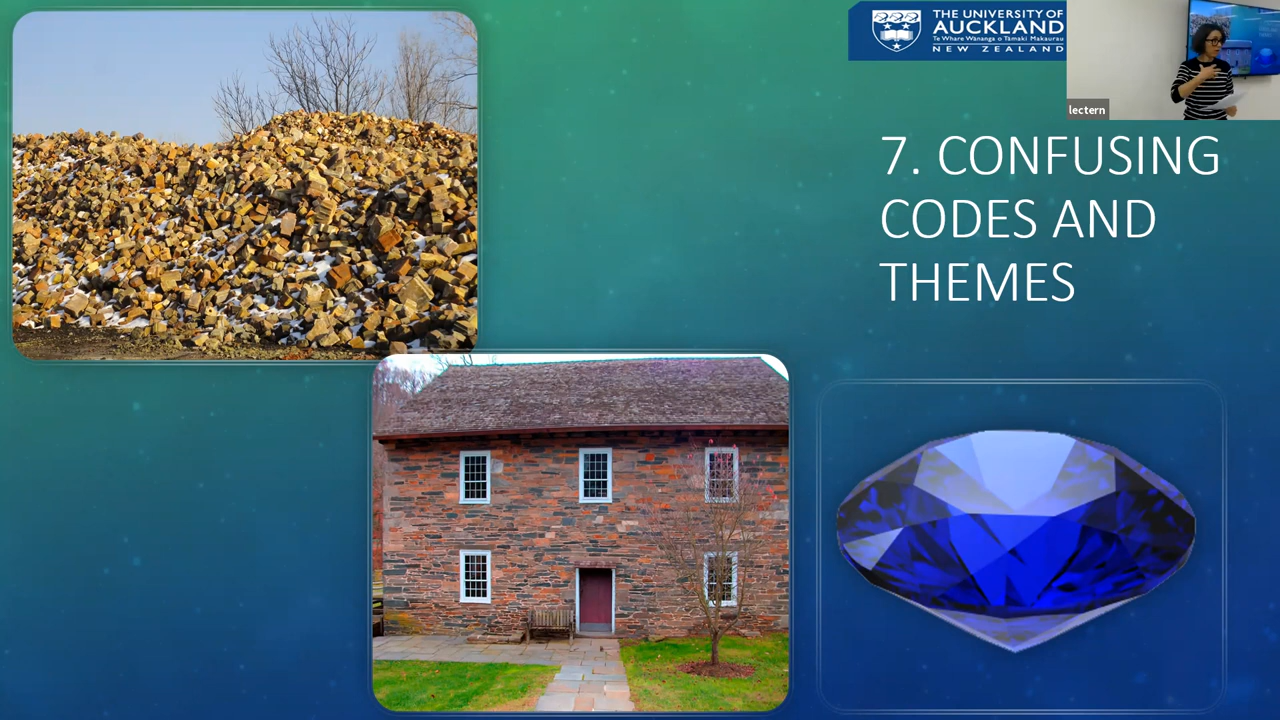 THE UNIVERSITY OF
AUCKLAND
Te Whare Wānanga o Tāmaki Makaurau
NEW ZEALAND
lectern
7. CONFUSING
CODES AND
THEMES